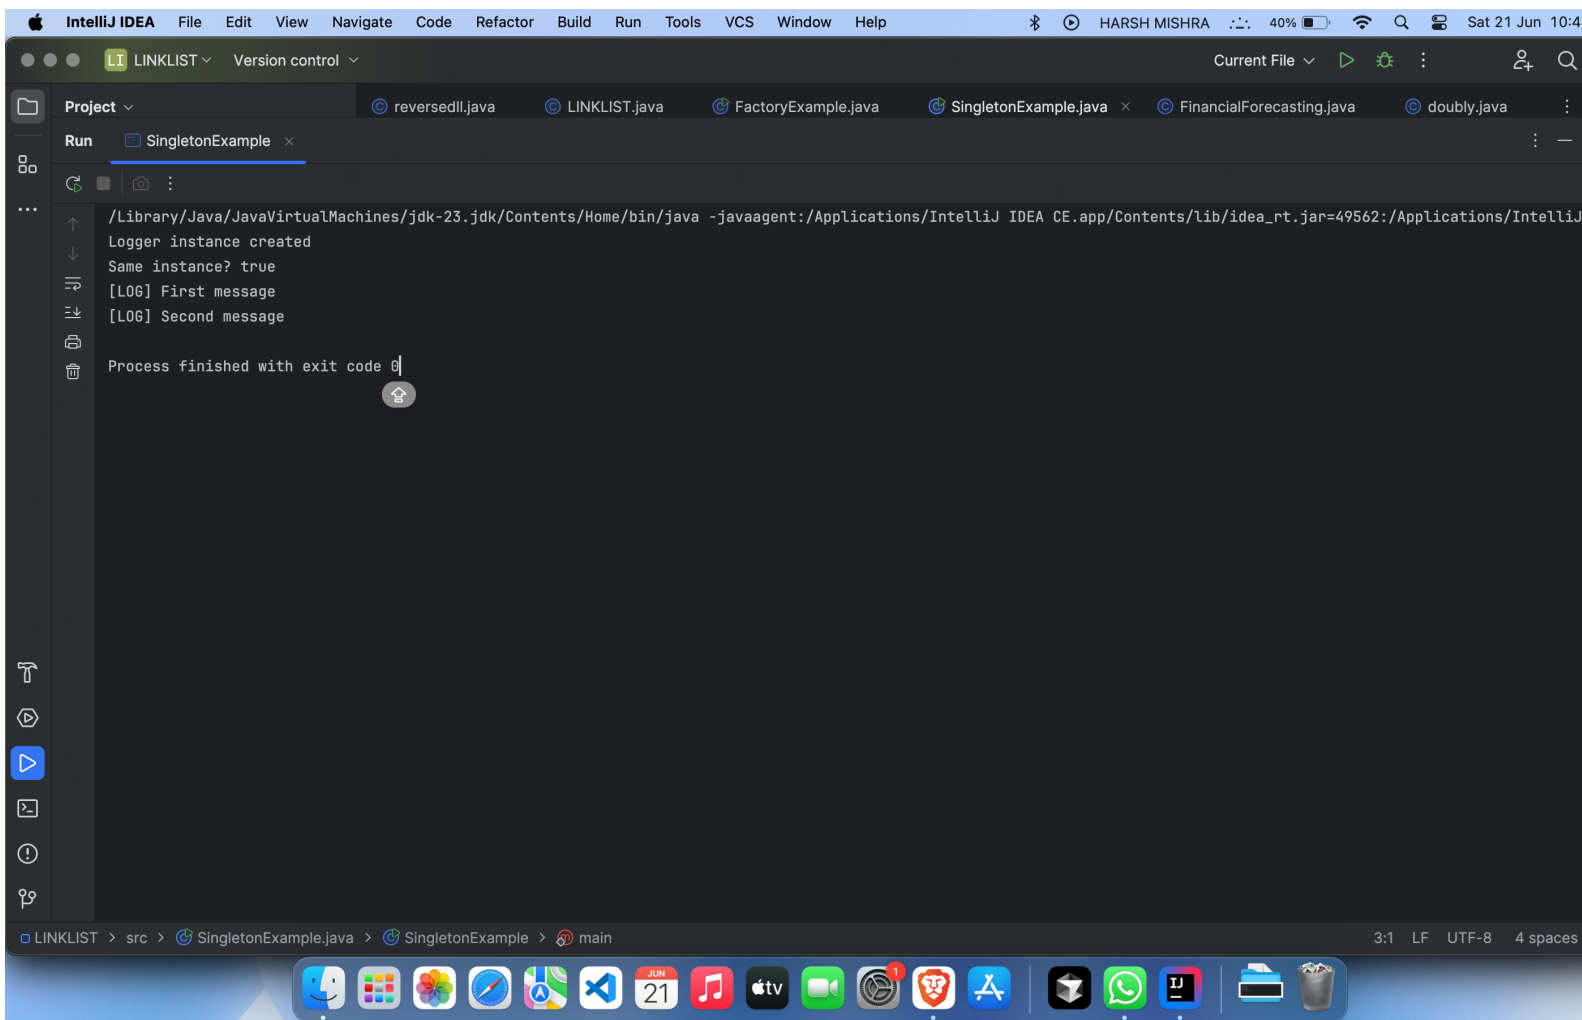 IntelliJ IDEA File Edit View Navigate Code Refactor Build Run Tools VCS Window Help HARSH MISHRA 40% Sat 21 Jun 10:4
LI LINKLIST Version control Current File
Project reversedll.java LINKLIST.java FactoryExample.java SingletonExample.java FinancialForecasting.java doubly.java
Run SingletonExample
/Library/Java/JavaVirtualMachines/jdk-23.jdk/Contents/Home/bin/java -javaagent:/Applications/IntelliJ IDEA CE.app/Contents/lib/idea_rt.jar=49562:/Applications/IntelliJ
Logger instance created
Same instance? true
[LOG] First message
[LOG] Second message
Process finished with exit code 0
LINKLIST > src > SingletonExample.java > SingletonExample > main 3:1 LF UTF-8 4 spaces
JUN
21
tv
1
IJ